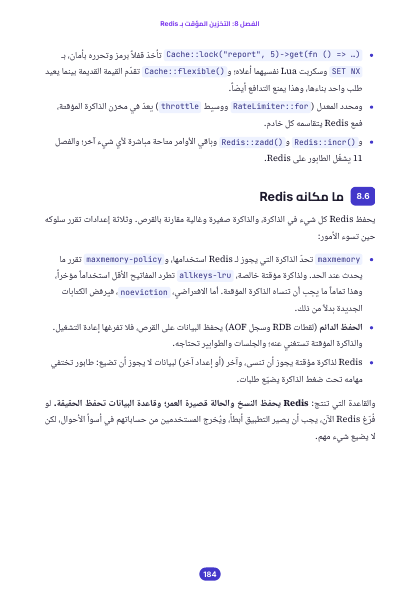 الفصل 8: التخزين المؤقت بـ Redis
• Cache::lock("report", 5)->get(fn () => …) تأخذ قفلاً برمز وتحرره بأمان، بـ
SET NX وسكربت Lua نفسيهما أعلاه؛ و Cache::flexible() تقدّم القيمة القديمة بينما يعيد
طلب واحد بناءها، وهذا يمنع التدافع أيضاً.
• ومحدد المعدل (RateLimiter::for ووسيط throttle) يعدّ في مخزن الذاكرة المؤقتة،
فمع Redis يتقاسمه كل خادم.
• و Redis::incr() و Redis::zadd() وباقي الأوامر متاحة مباشرة لأي شيء آخر؛ والفصل
11 يشغّل الطابور على Redis.
8.6 ما مكانه Redis
يحفظ Redis كل شيء في الذاكرة، والذاكرة صغيرة وغالية مقارنة بالقرص. وثلاثة إعدادات تقرر سلوكه
حين تسوء الأمور:
• maxmemory تحدّ الذاكرة التي يجوز لـ Redis استخدامها، و maxmemory-policy تقرر ما
يحدث عند الحد. ولذاكرة مؤقتة خالصة، allkeys-lru تطرد المفاتيح الأقل استخداماً مؤخراً،
وهذا تماماً ما يجب أن تنساه الذاكرة المؤقتة. أما الافتراضي، noeviction، فيرفض الكتابات
الجديدة بدلاً من ذلك.
• الحفظ الدائم (لقطات RDB وسجل AOF) يحفظ البيانات على القرص، فلا تفرغها إعادة التشغيل.
والذاكرة المؤقتة تستغني عنه؛ والجلسات والطوابير تحتاجه.
• Redis لذاكرة مؤقتة يجوز أن تنسى، وآخر (أو إعداد آخر) لبيانات لا يجوز أن تضيع: طابور تختفي
مهامه تحت ضغط الذاكرة يضيّع طلبات.
والقاعدة التي تنتج: Redis يحفظ النسخ والحالة قصيرة العمر؛ وقاعدة البيانات تحفظ الحقيقة. لو
فُرّغ Redis الآن، يجب أن يصير التطبيق أبطأ، ويُخرج المستخدمين من حساباتهم في أسوأ الأحوال، لكن
لا يضيع شيء مهم.
184